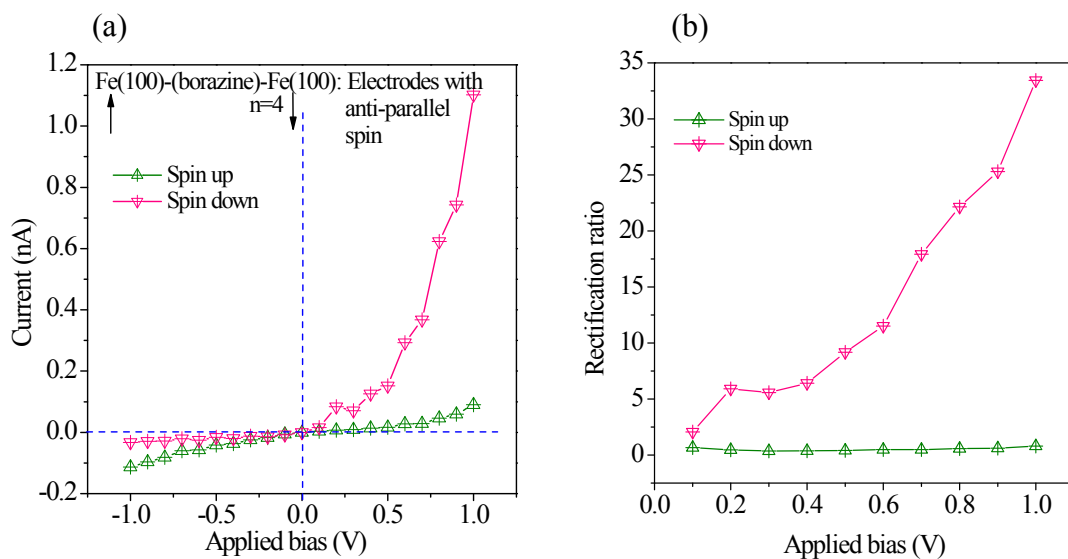 (a)
Fe(100)-(borazine)-Fe(100): Electrodes with
n=4
anti-parallel
spin
Spin up
Spin down
1.2
1.0
0.8
0.6
0.4
0.2
0.0
-0.2
Current (nA)
-1.0 -0.5 0.0 0.5 1.0
Applied bias (V)
(b)
Spin up
Spin down
35
30
25
20
15
10
5
0
Rectification ratio
0.0 0.2 0.4 0.6 0.8 1.0
Applied bias (V)